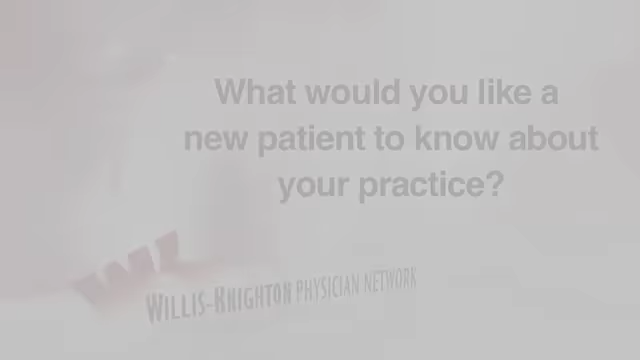 What would you like a
new patient to know about
your practice?
WILLIS-KNIGHTON PHYSICIAN NETWORK